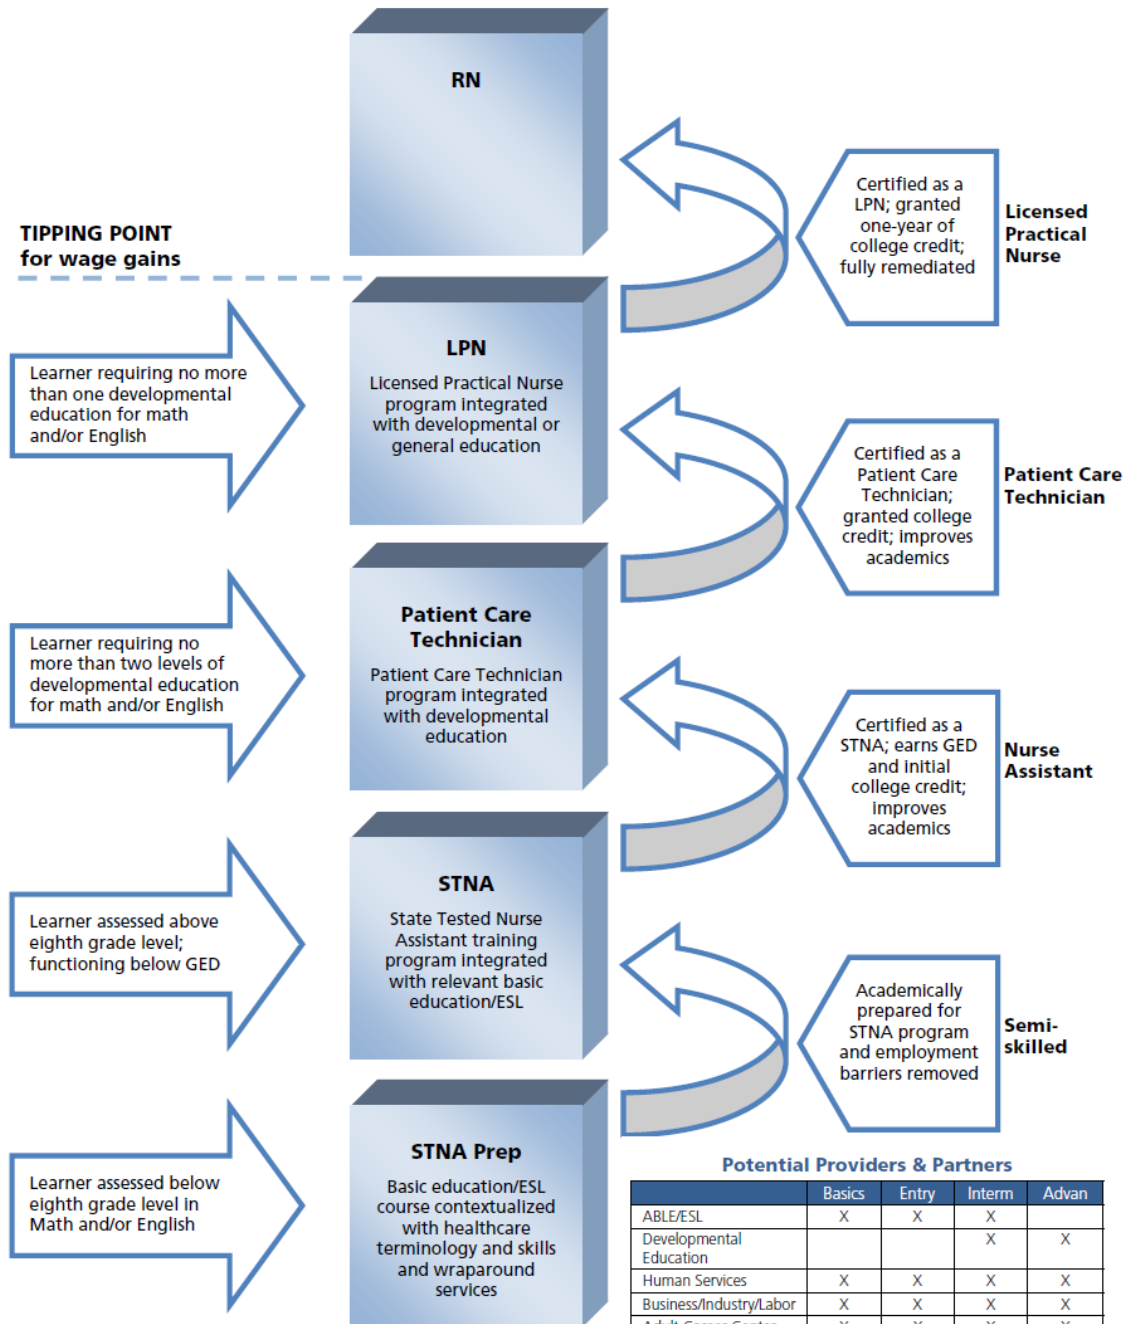 RN
Certified as a
LPN; granted
one-year of
college credit;
fully remediated
Licensed
Practical
Nurse
TIPPING POINT
for wage gains
Learner requiring no more
than one developmental
education for math
and/or English
LPN
Licensed Practical Nurse
program integrated
with developmental or
general education
Certified as a
Patient Care
Technician;
granted college
credit; improves
academics
Patient Care
Technician
Learner requiring no
more than two levels of
developmental education
for math and/or English
Patient Care
Technician
Patient Care Technician
program integrated
with developmental
education
Certified as a
STNA; earns GED
and initial
college credit;
improves
academics
Nurse
Assistant
Learner assessed above
eighth grade level;
functioning below GED
STNA
State Tested Nurse
Assistant training
program integrated
with relevant basic
education/ESL
Academically
prepared for
STNA program
and employment
barriers removed
Semi-
skilled
Learner assessed below
eighth grade level in
Math and/or English
STNA Prep
Basic education/ESL
course contextualized
with healthcare
terminology and skills
and wraparound
services
Potential Providers & Partners
Basics Entry Interm Advan
ABLE/ESL X X X
Developmental
Education X X
Human Services X X X X
Business/Industry/Labor X X X X
Adult Career Center X X X X